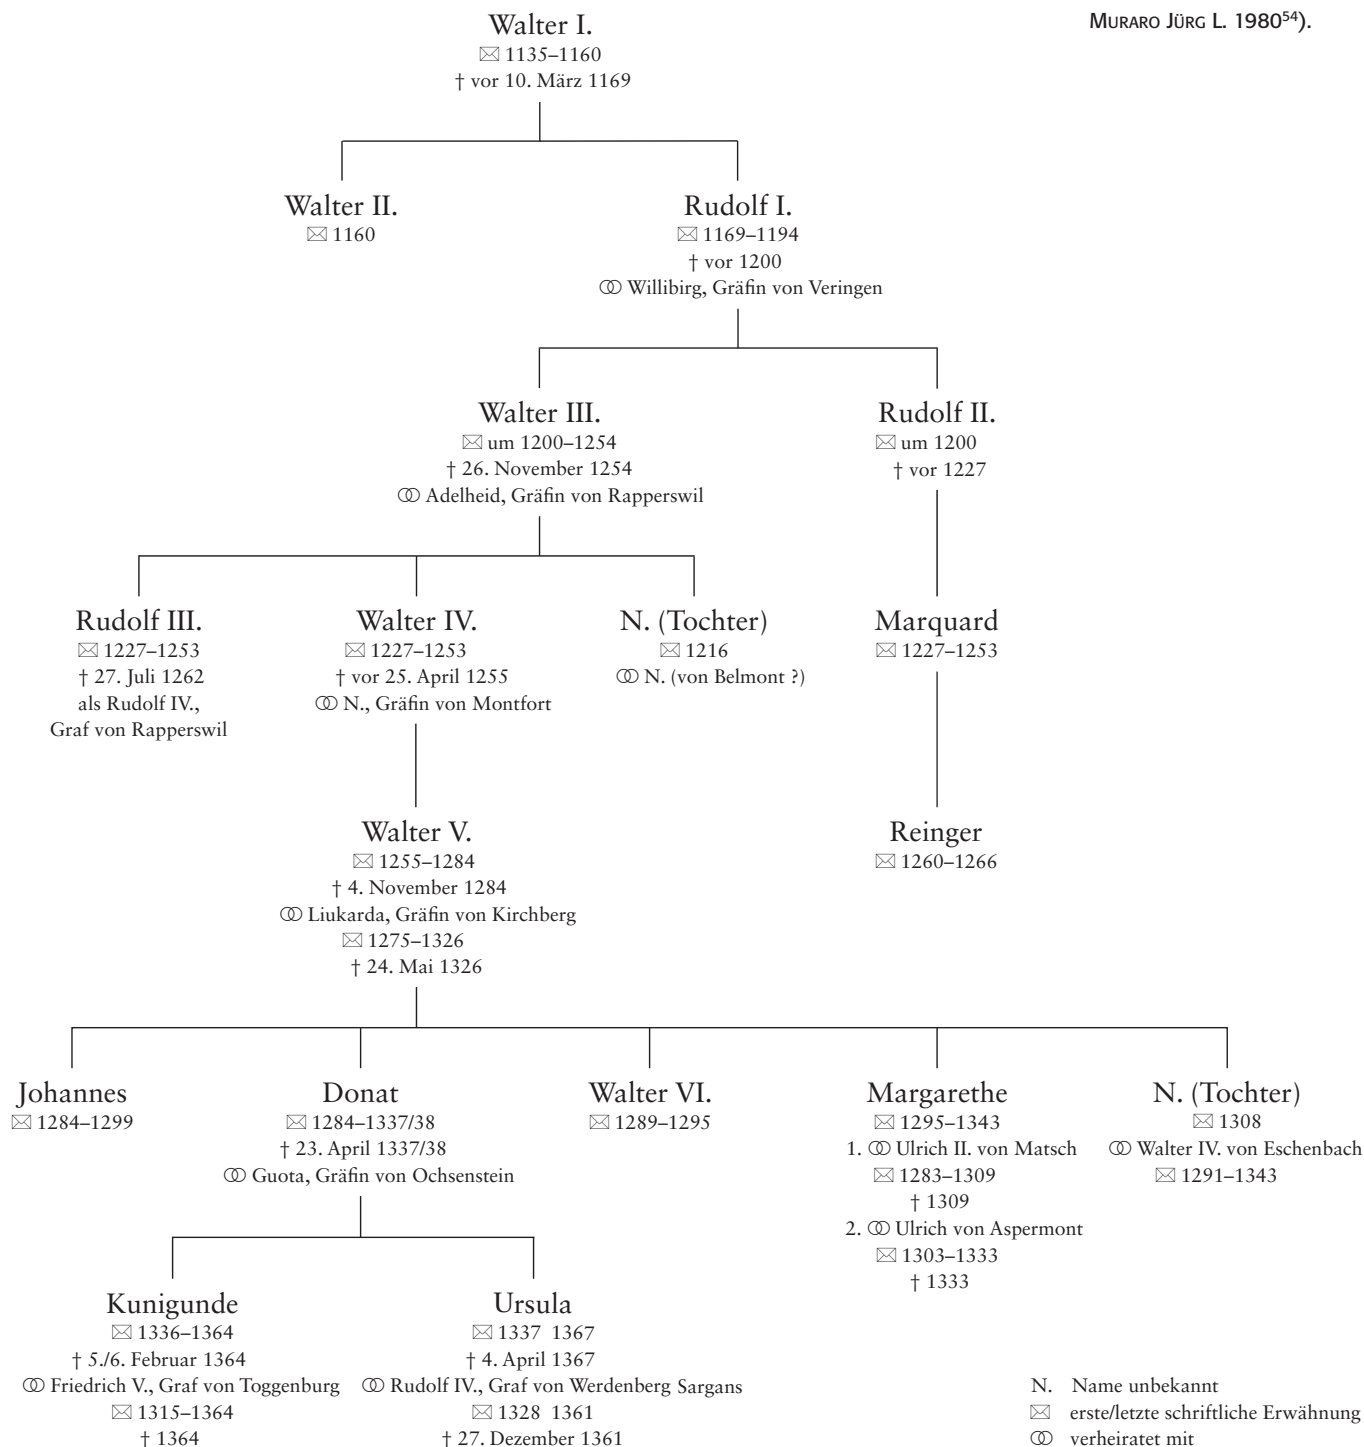 MURARO JÜRG L. 1980⁵⁴).
Walter I.
✉ 1135–1160
† vor 10. März 1169
Walter II.
✉ 1160
Rudolf I.
✉ 1169–1194
† vor 1200
⚭ Willibirg, Gräfin von Veringen
Walter III.
✉ um 1200–1254
† 26. November 1254
⚭ Adelheid, Gräfin von Rapperswil
Rudolf II.
✉ um 1200
† vor 1227
Rudolf III.
✉ 1227–1253
† 27. Juli 1262
als Rudolf IV.,
Graf von Rapperswil
Walter IV.
✉ 1227–1253
† vor 25. April 1255
⚭ N., Gräfin von Montfort
N. (Tochter)
✉ 1216
⚭ N. (von Belmont ?)
Marquard
✉ 1227–1253
Walter V.
✉ 1255–1284
† 4. November 1284
⚭ Liukarda, Gräfin von Kirchberg
✉ 1275–1326
† 24. Mai 1326
Reinger
✉ 1260–1266
Johannes
✉ 1284–1299
Donat
✉ 1284–1337/38
† 23. April 1337/38
⚭ Guota, Gräfin von Ochsenstein
Walter VI.
✉ 1289–1295
Margarethe
✉ 1295–1343
1. ⚭ Ulrich II. von Matsch
✉ 1283–1309
† 1309
2. ⚭ Ulrich von Aspermont
✉ 1303–1333
† 1333
N. (Tochter)
✉ 1308
⚭ Walter IV. von Eschenbach
✉ 1291–1343
Kunigunde
✉ 1336–1364
† 5./6. Februar 1364
⚭ Friedrich V., Graf von Toggenburg
✉ 1315–1364
† 1364
Ursula
✉ 1337 1367
† 4. April 1367
⚭ Rudolf IV., Graf von Werdenberg Sargans
✉ 1328 1361
† 27. Dezember 1361
N. Name unbekannt
✉ erste/letzte schriftliche Erwähnung
⚭ verheiratet mit